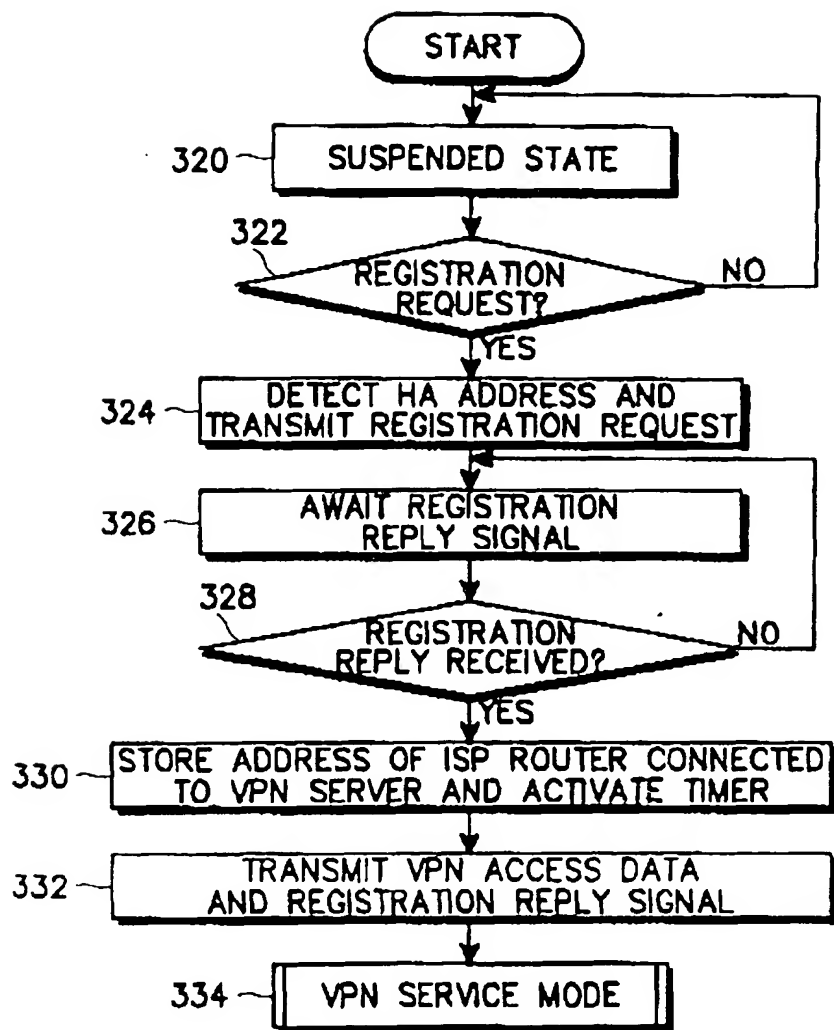 START
320
SUSPENDED STATE
322
REGISTRATION
REQUEST?
NO
YES
324
DETECT HA ADDRESS AND
TRANSMIT REGISTRATION REQUEST
326
AWAIT REGISTRATION
REPLY SIGNAL
328
REGISTRATION
REPLY RECEIVED?
NO
YES
330
STORE ADDRESS OF ISP ROUTER CONNECTED
TO VPN SERVER AND ACTIVATE TIMER
332
TRANSMIT VPN ACCESS DATA
AND REGISTRATION REPLY SIGNAL
334
VPN SERVICE MODE